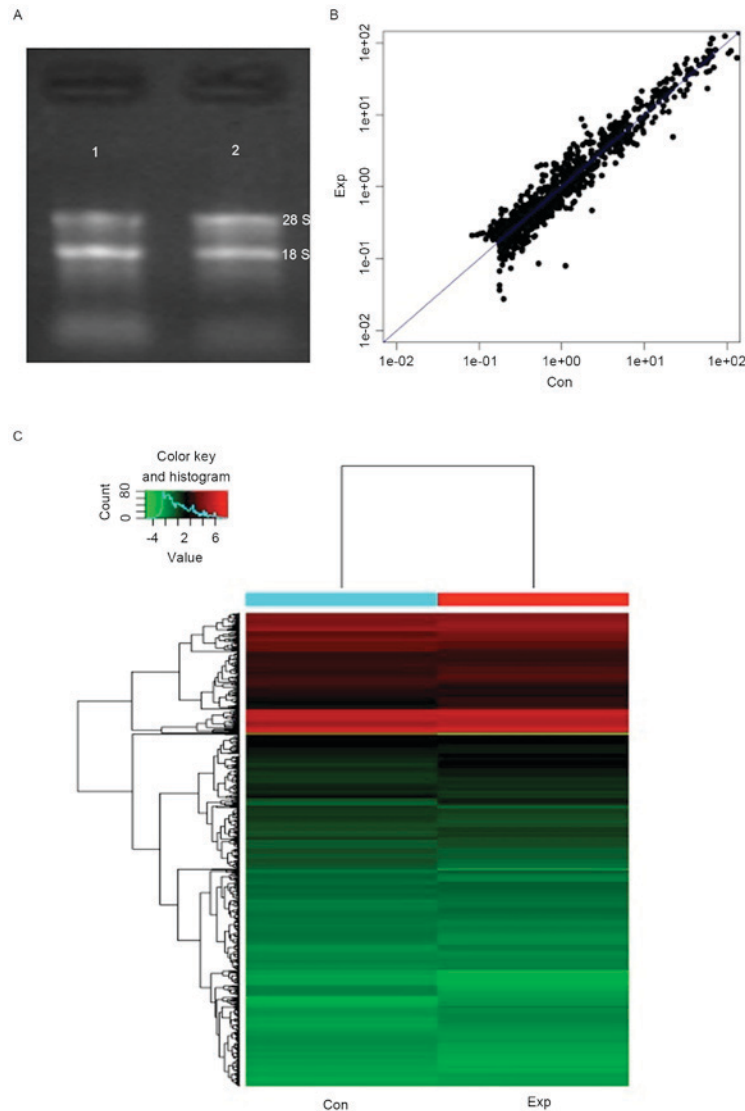 A
1
2
28 S
18 S
B
1e+02
1e+01
1e+00
1e-01
1e-02
Exp
1e-02
1e-01
1e+00
1e+01
1e+02
Con
C
Color key
and histogram
Count
80
0
-4
2
6
Value
Con
Exp